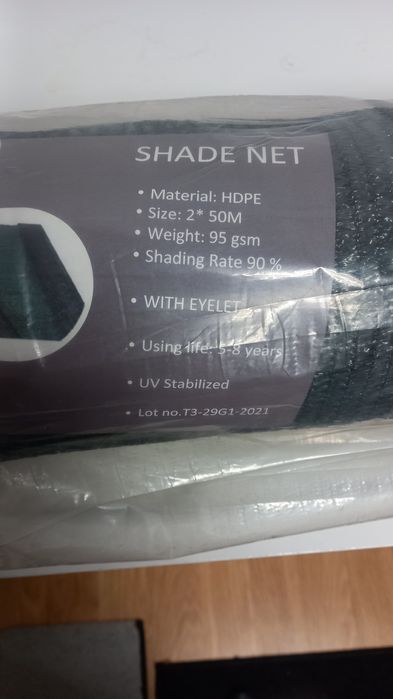 SHADE NET
• Material: HDPE
• Size: 2* 50M
• Weight: 95 gsm
• Shading Rate 90 %
• WITH EYELET
• Using life: 5-8 years
• UV Stabilized
• Lot no.T3-29G1-2021